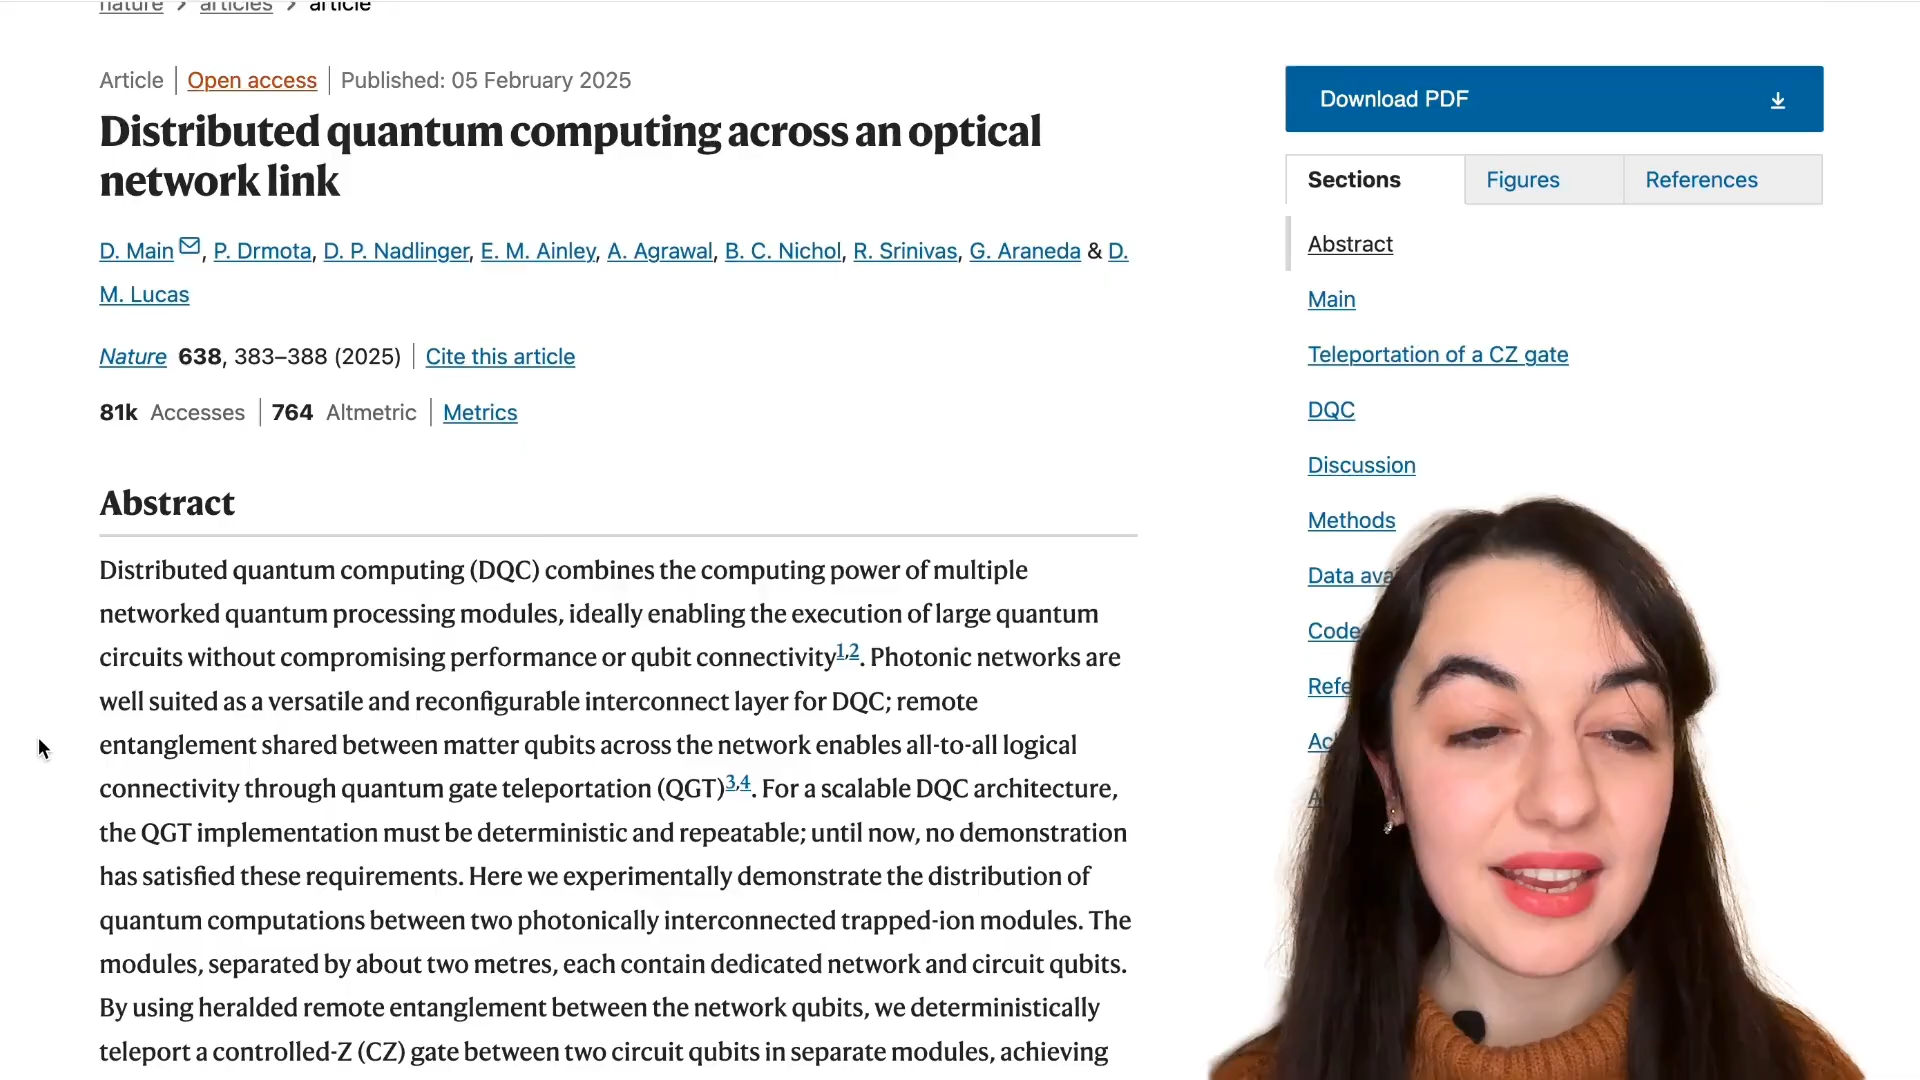 nature > articles > article
Article | Open access | Published: 05 February 2025
Distributed quantum computing across an optical
network link
D. Main, P. Drmota, D. P. Nadlinger, E. M. Ainley, A. Agrawal, B. C. Nichol, R. Srinivas, G. Araneda & D.
M. Lucas
Nature 638, 383–388 (2025) | Cite this article
81k Accesses | 764 Altmetric | Metrics
Abstract
Distributed quantum computing (DQC) combines the computing power of multiple
networked quantum processing modules, ideally enabling the execution of large quantum
circuits without compromising performance or qubit connectivity1,2. Photonic networks are
well suited as a versatile and reconfigurable interconnect layer for DQC; remote
entanglement shared between matter qubits across the network enables all-to-all logical
connectivity through quantum gate teleportation (QGT)3,4. For a scalable DQC architecture,
the QGT implementation must be deterministic and repeatable; until now, no demonstration
has satisfied these requirements. Here we experimentally demonstrate the distribution of
quantum computations between two photonically interconnected trapped-ion modules. The
modules, separated by about two metres, each contain dedicated network and circuit qubits.
By using heralded remote entanglement between the network qubits, we deterministically
teleport a controlled-Z (CZ) gate between two circuit qubits in separate modules, achieving
Download PDF
Sections Figures References
Abstract
Main
Teleportation of a CZ gate
DQC
Discussion
Methods
Data
Code